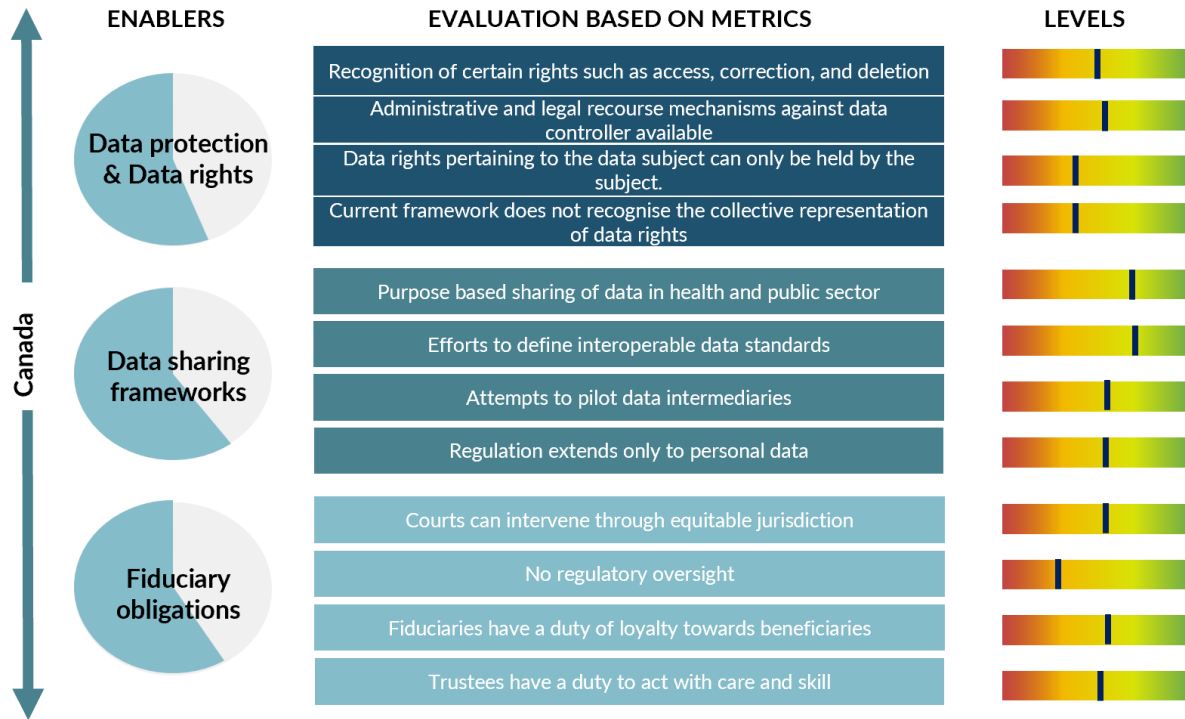 ENABLERS
EVALUATION BASED ON METRICS
LEVELS
Canada
Data protection
& Data rights
Recognition of certain rights such as access, correction, and deletion
Administrative and legal recourse mechanisms against data
controller available
Data rights pertaining to the data subject can only be held by the
subject.
Current framework does not recognise the collective representation
of data rights
Data sharing
frameworks
Purpose based sharing of data in health and public sector
Efforts to define interoperable data standards
Attempts to pilot data intermediaries
Regulation extends only to personal data
Fiduciary
obligations
Courts can intervene through equitable jurisdiction
No regulatory oversight
Fiduciaries have a duty of loyalty towards beneficiaries
Trustees have a duty to act with care and skill